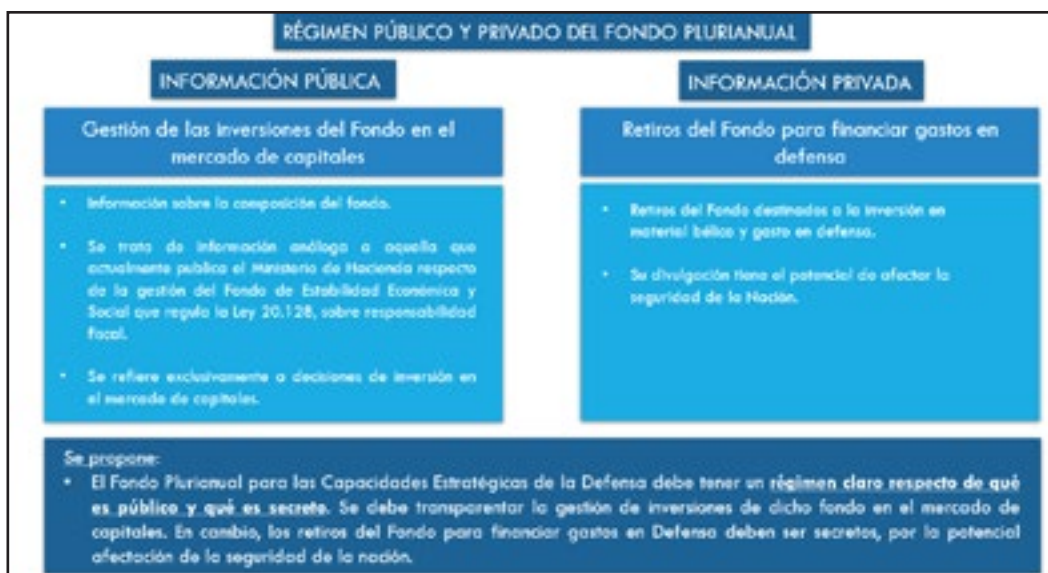 RÉGIMEN PÚBLICO Y PRIVADO DEL FONDO PLURIANUAL
INFORMACIÓN PÚBLICA
Gestión de las inversiones del Fondo en el
mercado de capitales
• Información sobre la composición del fondo.
• Se trata de información análoga a aquella que
actualmente publica el Ministerio de Hacienda respecto
de la gestión del Fondo de Estabilidad Económica y
Social que regula la Ley 20.128, sobre responsabilidad
fiscal.
• Se refiere exclusivamente a decisiones de inversión en
el mercado de capitales.
INFORMACIÓN PRIVADA
Retiros del Fondo para financiar gastos en
defensa
• Retiros del Fondo destinados a la inversión en
material bélico y gasto en defensa.
• Su divulgación tiene el potencial de afectar la
seguridad de la Nación.
Se propone:
• El Fondo Plurianual para las Capacidades Estratégicas de la Defensa debe tener un régimen claro respecto de qué
es público y qué es secreto. Se debe transparentar la gestión de inversiones de dicho fondo en el mercado de
capitales. En cambio, los retiros del Fondo para financiar gastos en Defensa deben ser secretos, por la potencial
afectación de la seguridad de la nación.